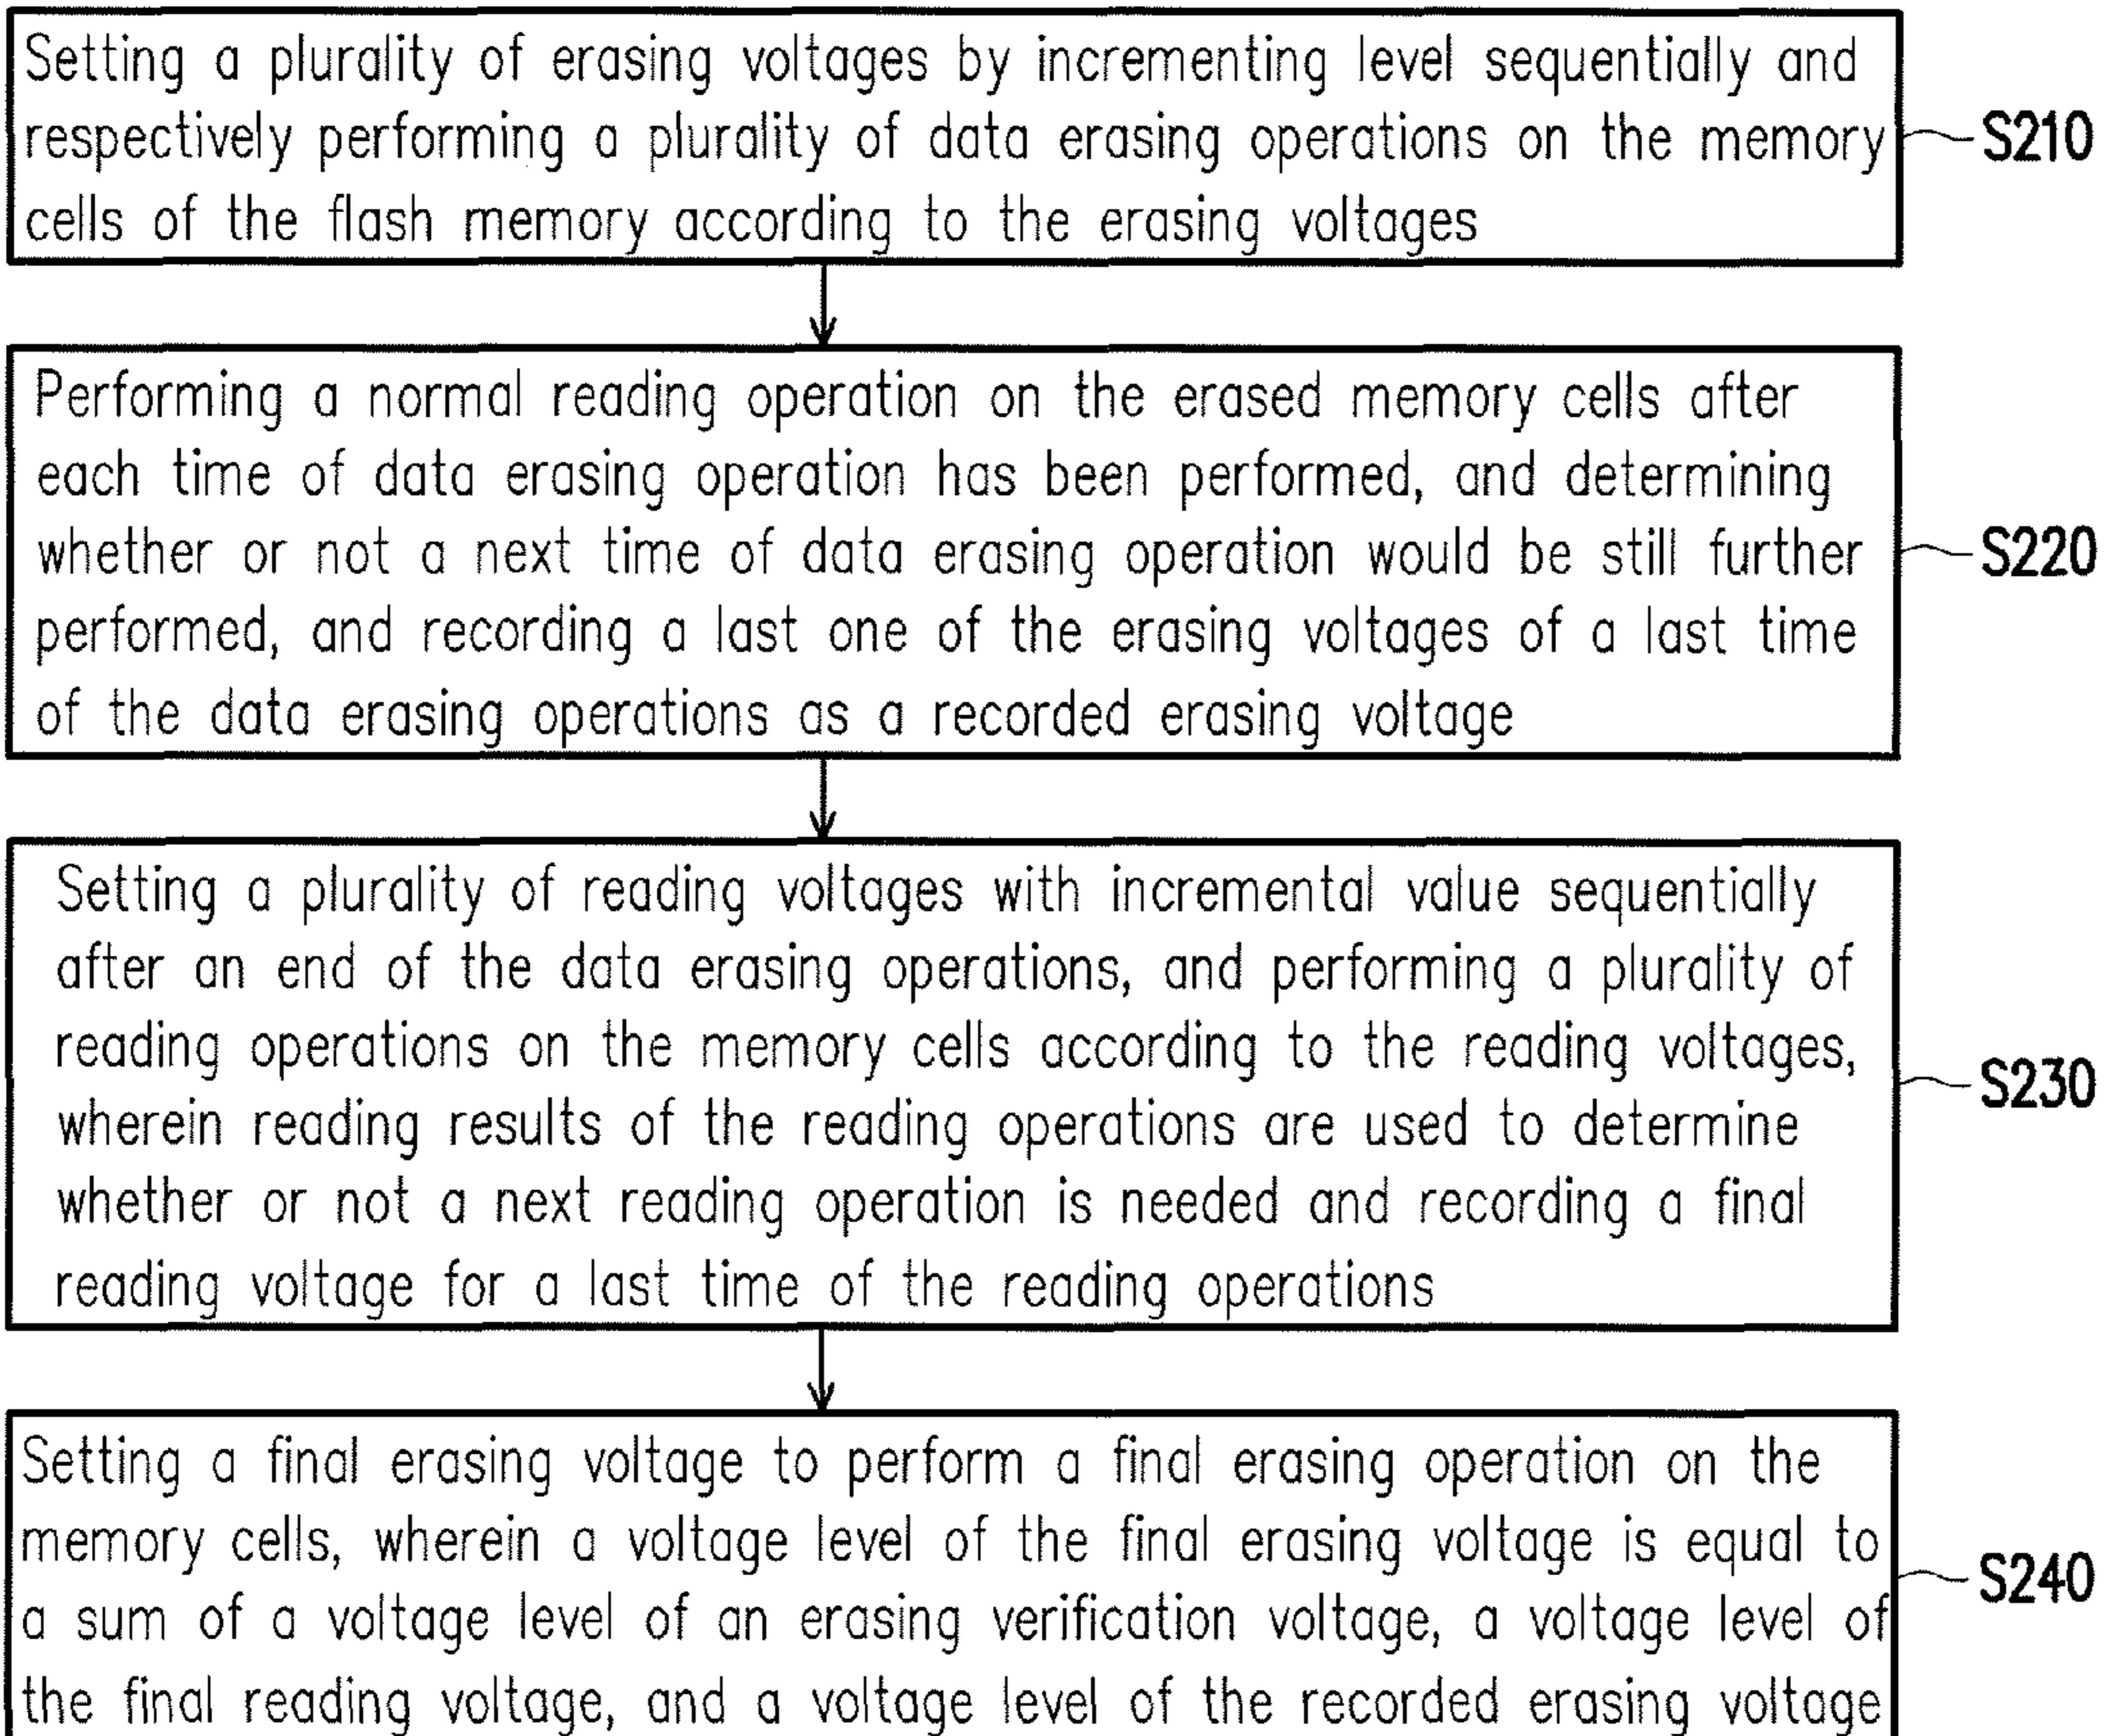 Setting a plurality of erasing voltages by incrementing level sequentially and
respectively performing a plurality of data erasing operations on the memory
cells of the flash memory according to the erasing voltages
S210
Performing a normal reading operation on the erased memory cells after
each time of data erasing operation has been performed, and determining
whether or not a next time of data erasing operation would be still further
performed, and recording a last one of the erasing voltages of a last time
of the data erasing operations as a recorded erasing voltage
S220
Setting a plurality of reading voltages with incremental value sequentially
after an end of the data erasing operations, and performing a plurality of
reading operations on the memory cells according to the reading voltages,
wherein reading results of the reading operations are used to determine
whether or not a next reading operation is needed and recording a final
reading voltage for a last time of the reading operations
S230
Setting a final erasing voltage to perform a final erasing operation on the
memory cells, wherein a voltage level of the final erasing voltage is equal to
a sum of a voltage level of an erasing verification voltage, a voltage level of
the final reading voltage, and a voltage level of the recorded erasing voltage
S240